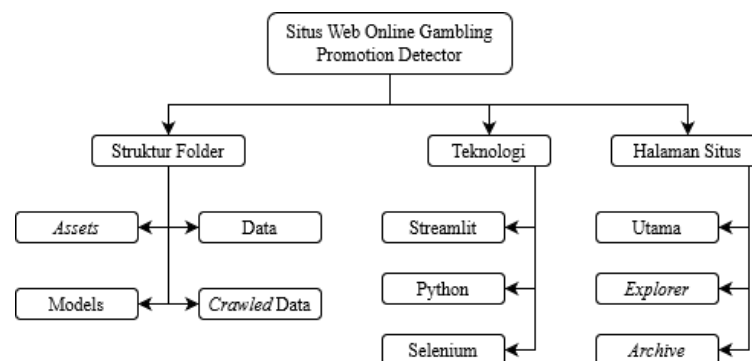 Situs Web Online Gambling
Promotion Detector
Struktur Folder
Teknologi
Halaman Situs
Assets
Data
Streamlit
Utama
Models
Crawled Data
Python
Explorer
Selenium
Archive